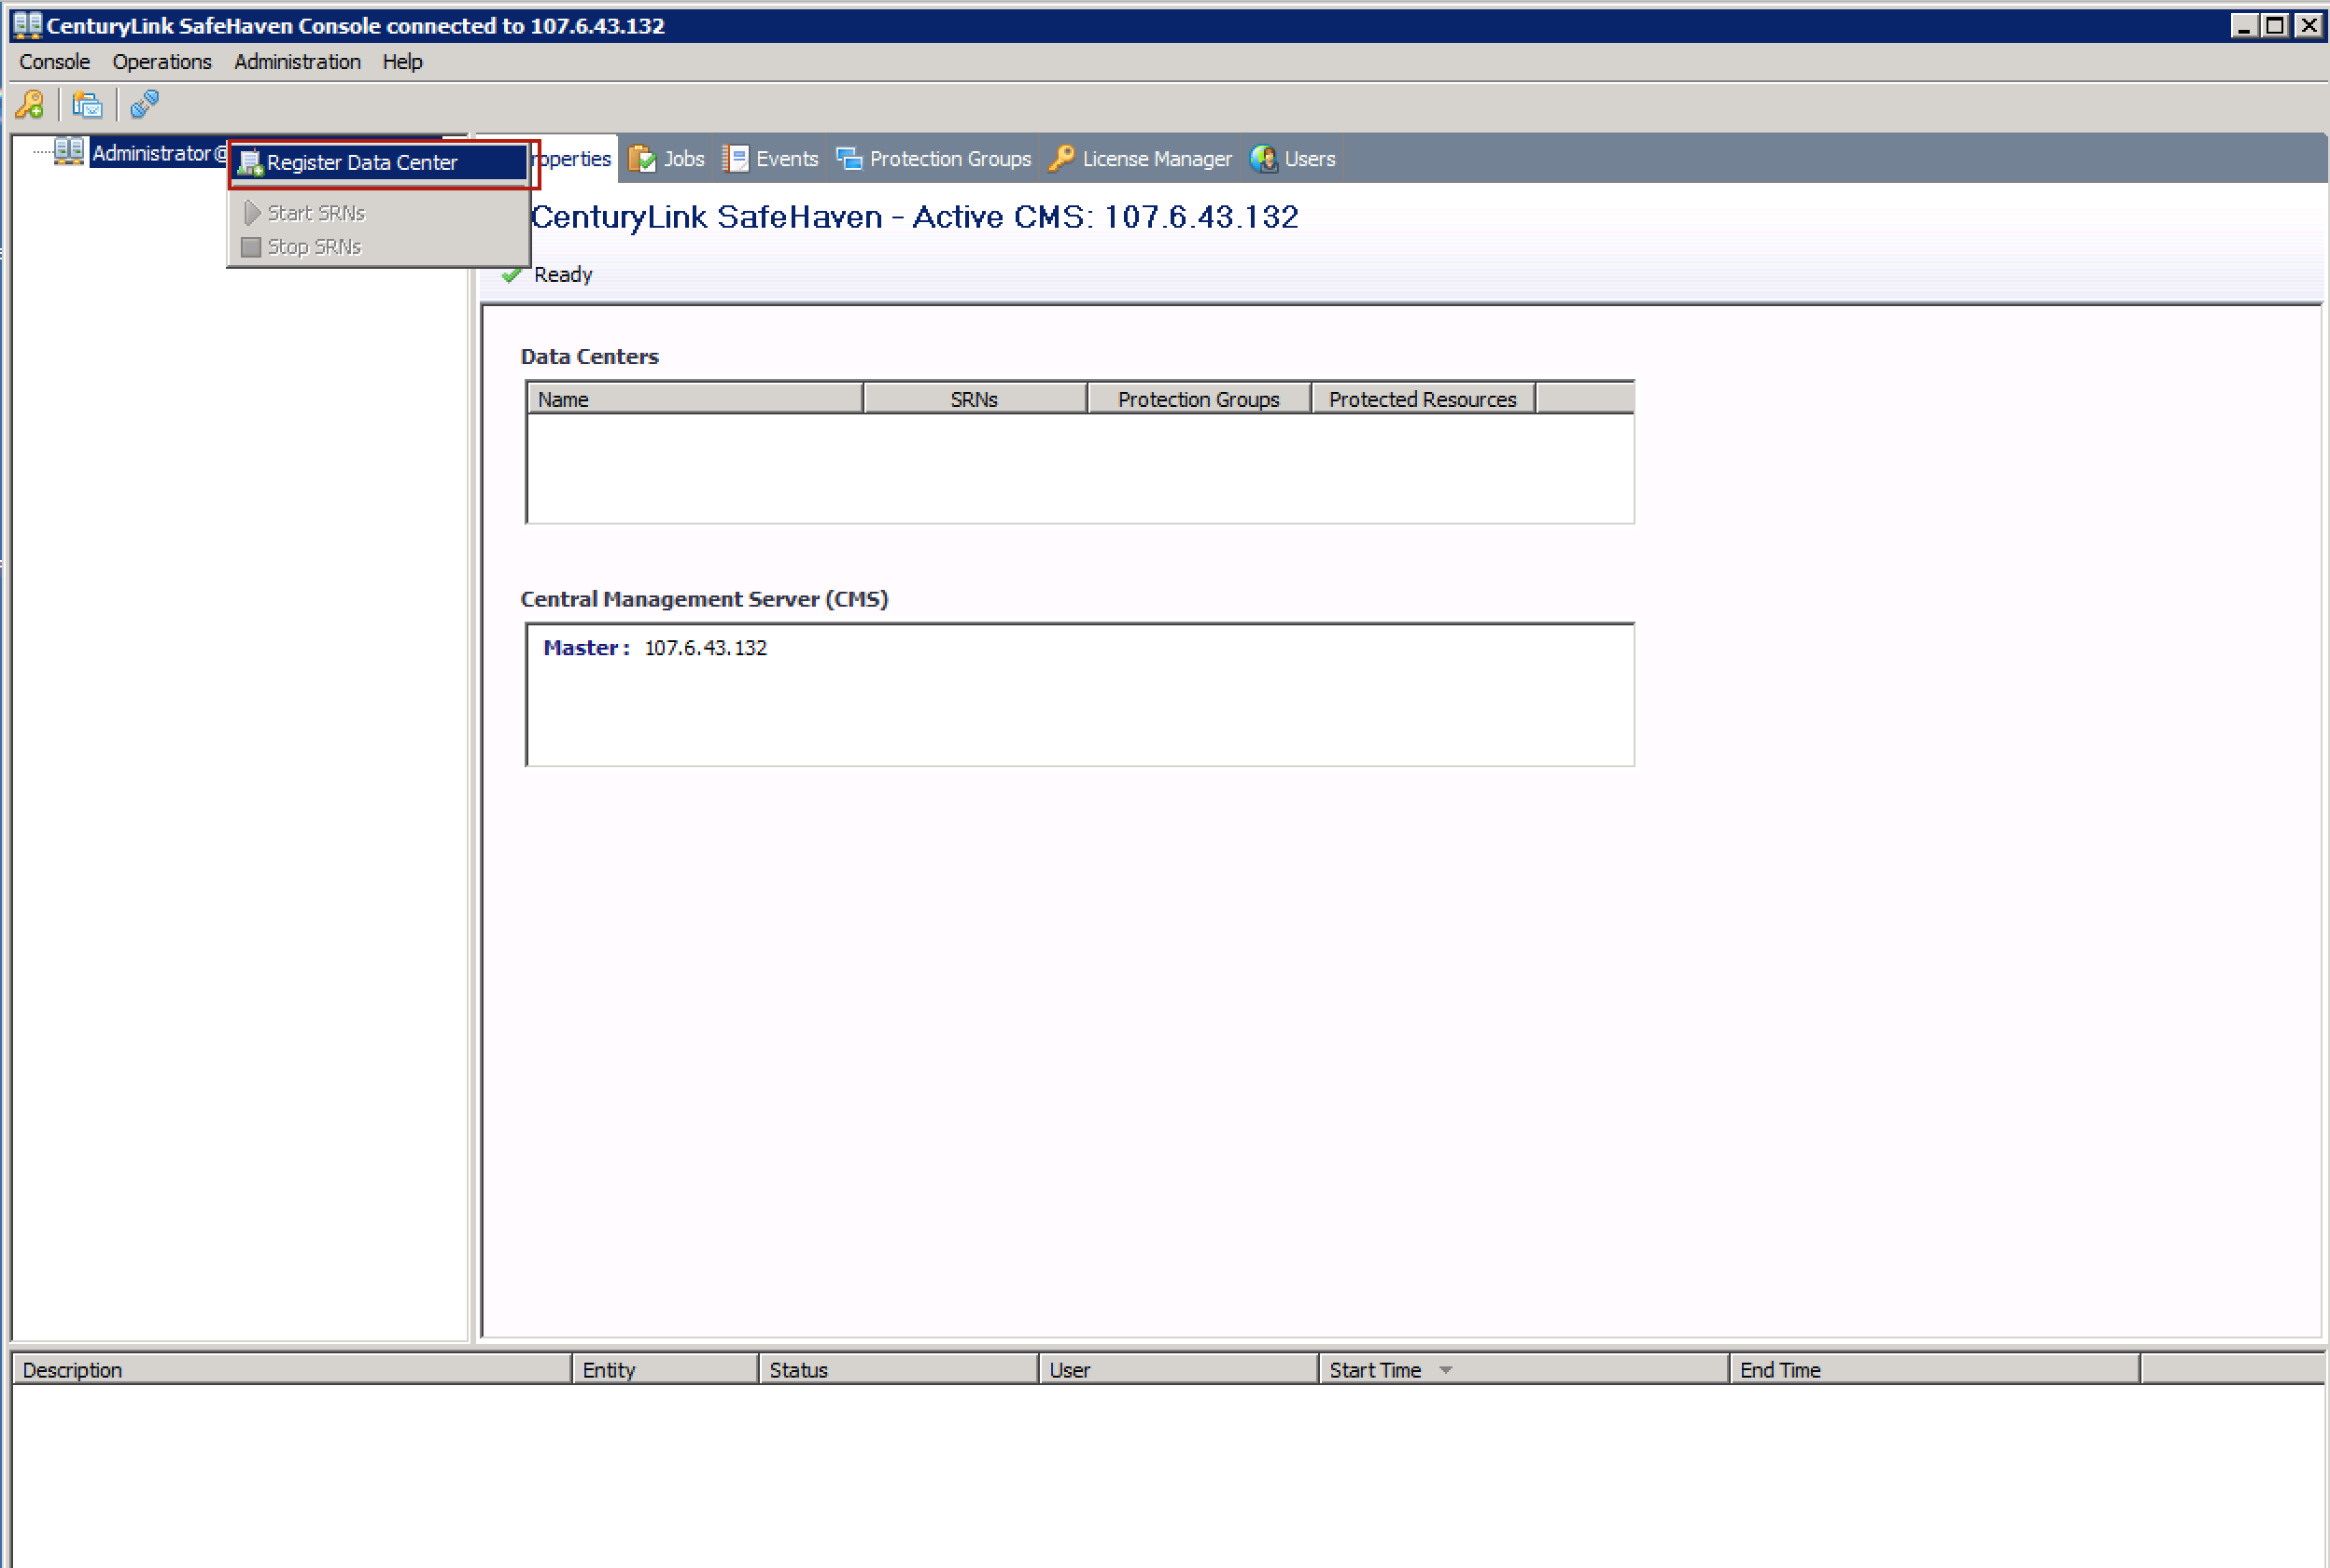 CenturyLink SafeHaven Console connected to 107.6.43.132
Console Operations Administration Help
Administrator@
Register Data Center
Start SRNs
Stop SRNs
roperties Jobs Events Protection Groups License Manager Users
CenturyLink SafeHaven - Active CMS: 107.6.43.132
Ready
Data Centers
Name SRNs Protection Groups Protected Resources
Central Management Server (CMS)
Master : 107.6.43.132
Description Entity Status User Start Time End Time